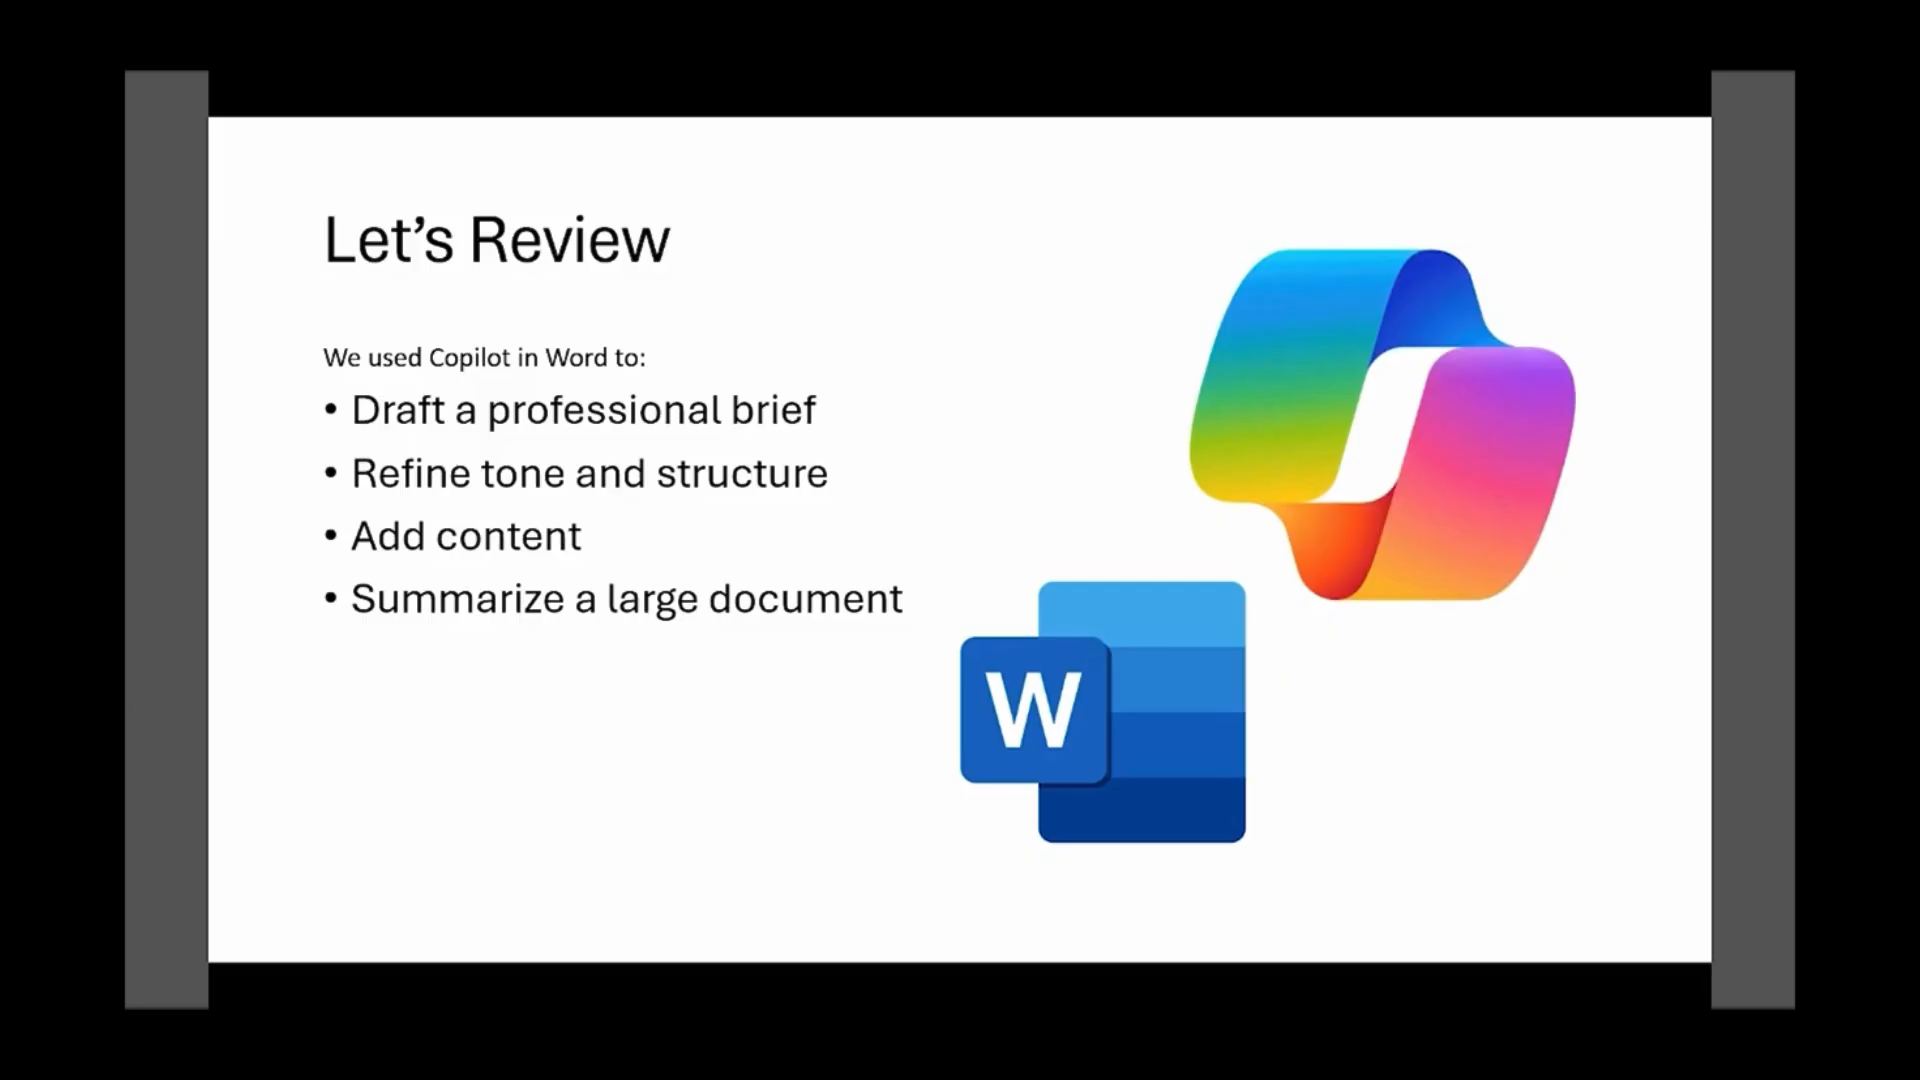 Let’s Review
We used Copilot in Word to:
• Draft a professional brief
• Refine tone and structure
• Add content
• Summarize a large document
W